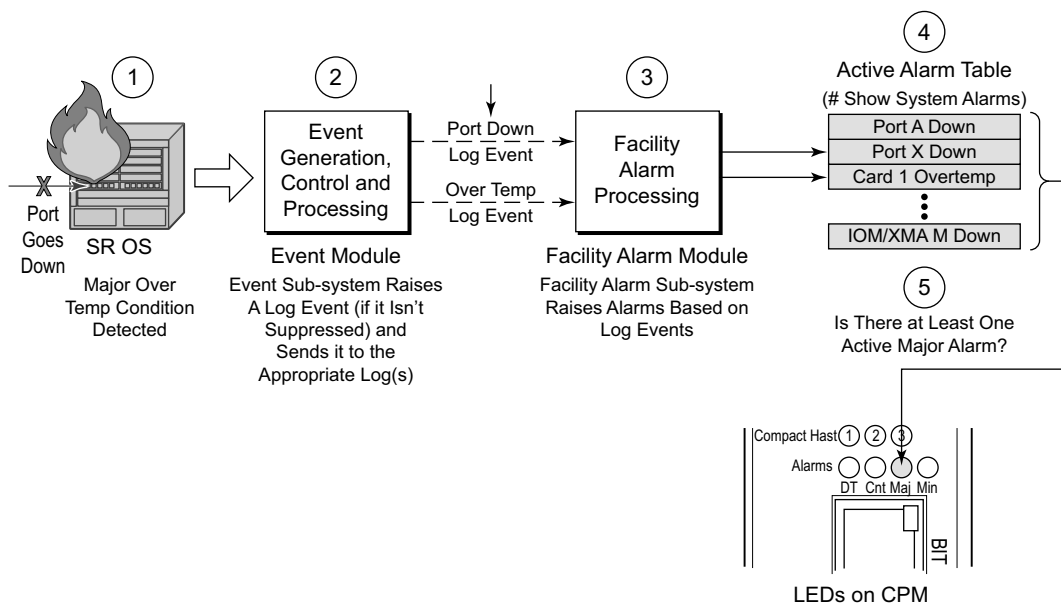 1
Port
Goes
Down
SR OS
Major Over
Temp Condition
Detected
2
Event
Generation,
Control and
Processing
Event Module
Event Sub-system Raises
A Log Event (if it Isn't
Suppressed) and
Sends it to the
Appropriate Log(s)
Port Down
Log Event
Over Temp
Log Event
3
Facility
Alarm
Processing
Facility Alarm Module
Facility Alarm Sub-system
Raises Alarms Based on
Log Events
4
Active Alarm Table
(# Show System Alarms)
Port A Down
Port X Down
Card 1 Overtemp
IOM/XMA M Down
5
Is There at Least One
Active Major Alarm?
Compact Hast 1 2 3
Alarms
DT Cnt Maj Min
BIT
LEDs on CPM